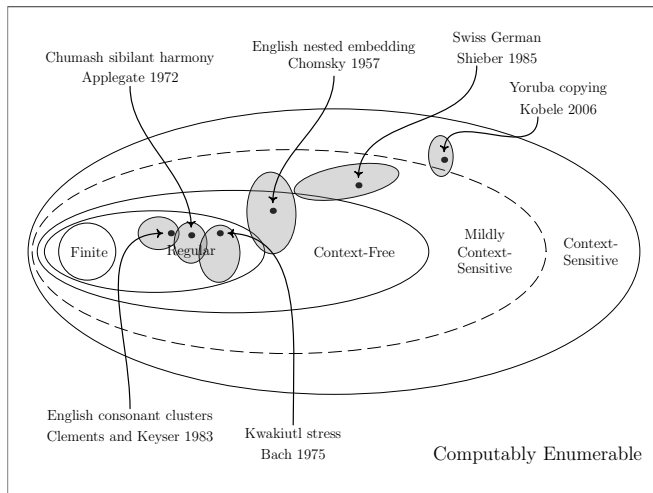 Swiss German
Shieber 1985
English nested embedding
Chomsky 1957
Chumash sibilant harmony
Applegate 1972
Yoruba copying
Kobele 2006
Finite
Regular
Context-Free
Mildly
Context-
Sensitive
Context-
Sensitive
English consonant clusters
Clements and Keyser 1983
Kwakiutl stress
Bach 1975
Computably Enumerable